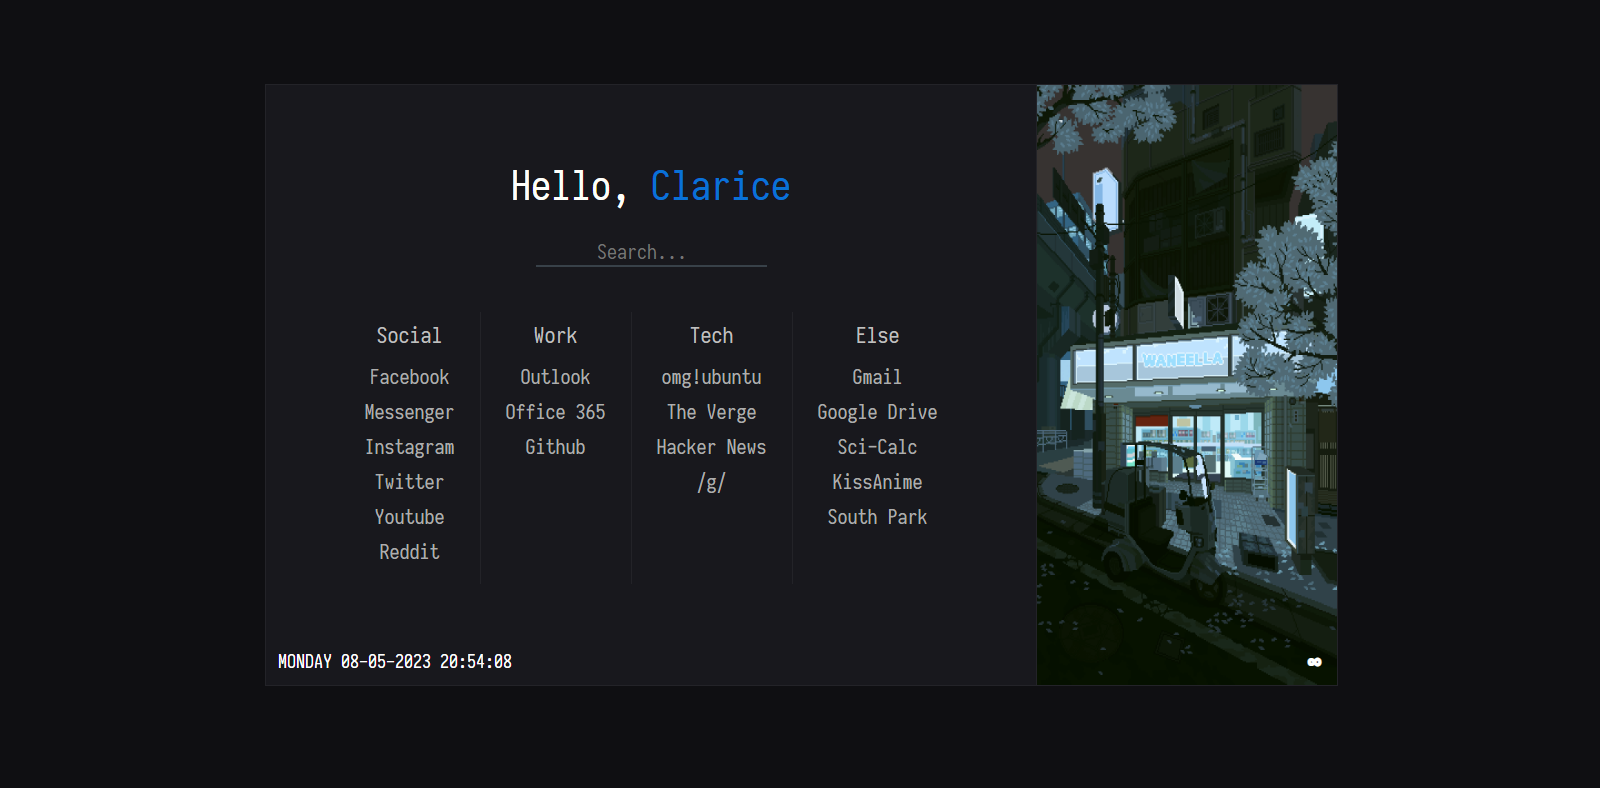 Hello, Clarice
Search...
Social
Facebook
Messenger
Instagram
Twitter
Youtube
Reddit
Work
Outlook
Office 365
Github
Tech
omg!ubuntu
The Verge
Hacker News
/g/
Else
Gmail
Google Drive
Sci-Calc
KissAnime
South Park
WANEELLA
MONDAY 08-05-2023 20:54:08